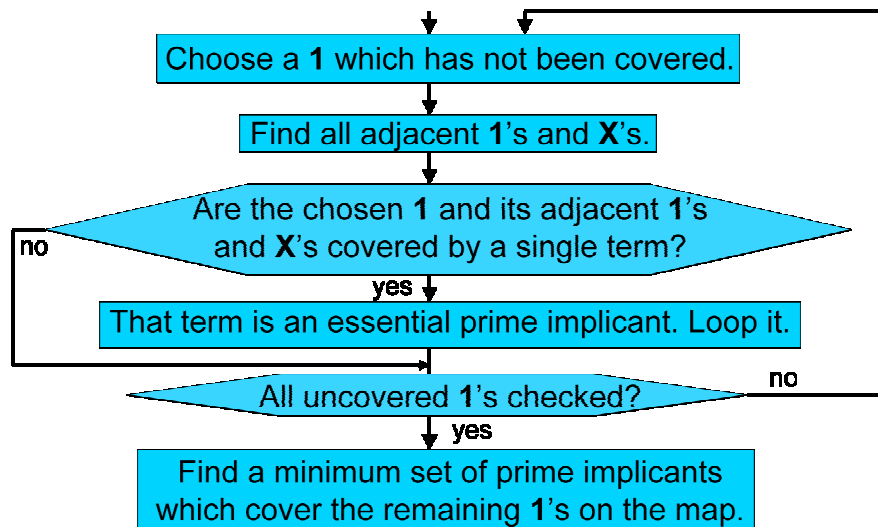 Choose a 1 which has not been covered.
Find all adjacent 1's and X's.
Are the chosen 1 and its adjacent 1's
and X's covered by a single term?
no
yes
That term is an essential prime implicant. Loop it.
All uncovered 1's checked?
no
yes
Find a minimum set of prime implicants
which cover the remaining 1's on the map.